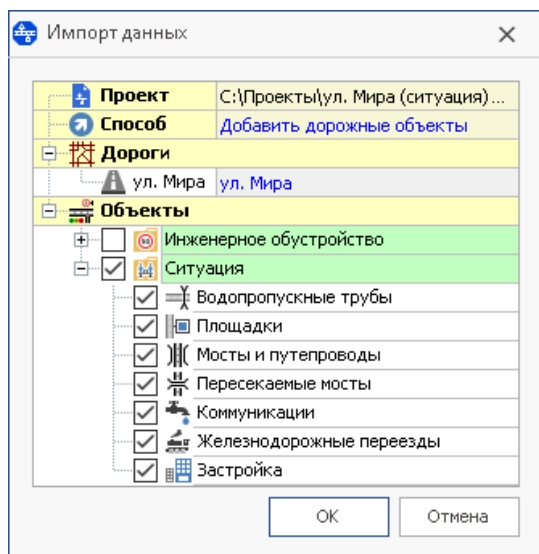 Импорт данных
Проект C:\Проекты\ул. Мира (ситуация)...
Способ Добавить дорожные объекты
Дороги
ул. Мира ул. Мира
Объекты
Инженерное обустройство
Ситуация
Водопропускные трубы
Площадки
Мосты и путепроводы
Пересекаемые мосты
Коммуникации
Железнодорожные переезды
Застройка
ОК Отмена